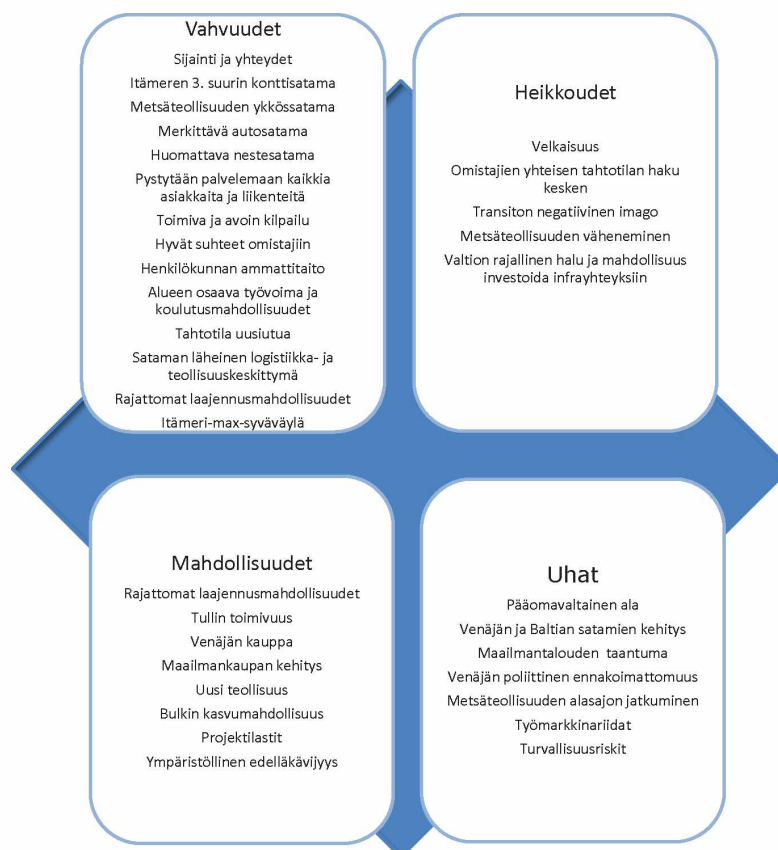 Vahvuudet
Sijainti ja yhteydet
Itämeren 3. suurin konttisatama
Metsäteollisuuden ykkössatama
Merkittävä autosatama
Huomattava nestesatama
Pystytään palvelemaan kaikkia
asiakkaita ja liikenteitä
Toimiva ja avoin kilpailu
Hyvät suhteet omistajiin
Henkilökunnan ammattitaito
Alueen osaava työvoima ja
koulutusmahdollisuudet
Tahtotila uusiutua
Sataman läheinen logistiikka- ja
teollisuuskeskittymä
Rajattomat laajennusmahdollisuudet
Itämeri-max-syväväylä
Heikkoudet
Velkaisuus
Omistajien yhteisen tahtotilan haku
kesken
Transiton negatiivinen imago
Metsäteollisuuden väheneminen
Valtion rajallinen halu ja mahdollisuus
investoida infrayhteyksiin
Mahdollisuudet
Rajattomat laajennusmahdollisuudet
Tullin toimivuus
Venäjän kauppa
Maailmankaupan kehitys
Uusi teollisuus
Bulkin kasvumahdollisuus
Projektilastit
Ympäristöllinen edelläkävijyys
Uhat
Pääomavaltainen ala
Venäjän ja Baltian satamien kehitys
Maailmantalouden taantuma
Venäjän poliittinen ennakoimattomuus
Metsäteollisuuden alasajon jatkuminen
Työmarkkinariidat
Turvallisuusriskit